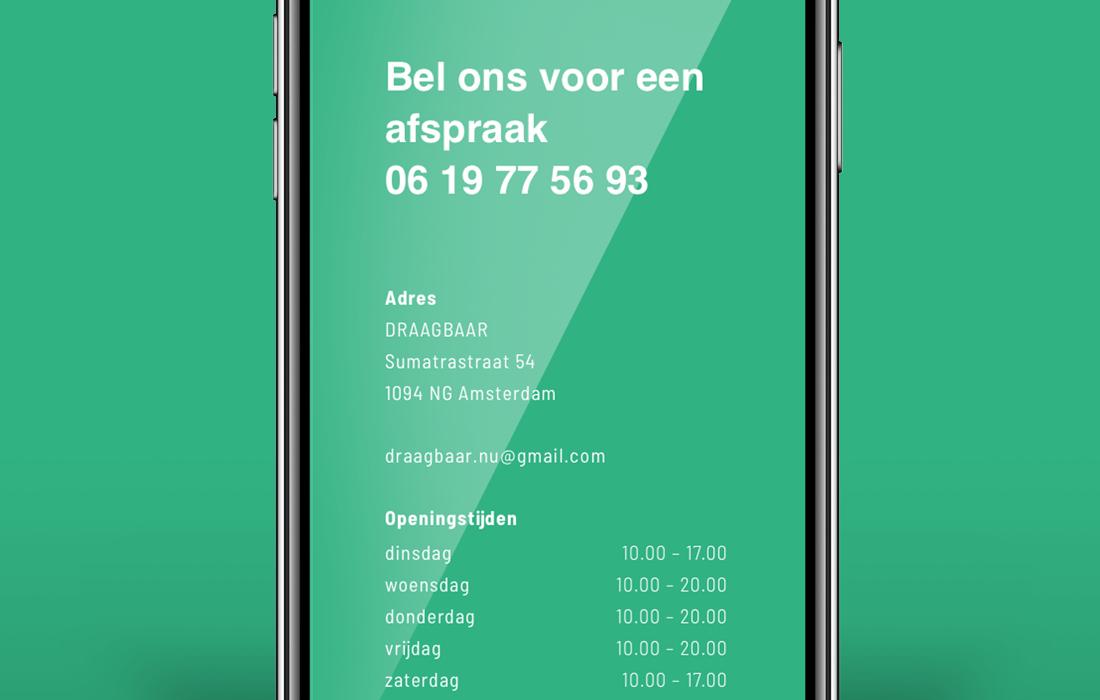 Bel ons voor een
afspraak
06 19 77 56 93
Adres
DRAAGBAAR
Sumatrastraat 54
1094 NG Amsterdam
draagbaar.nu@gmail.com
Openingstijden
dinsdag 10.00 – 17.00
woensdag 10.00 – 20.00
donderdag 10.00 – 20.00
vrijdag 10.00 – 20.00
zaterdag 10.00 – 17.00